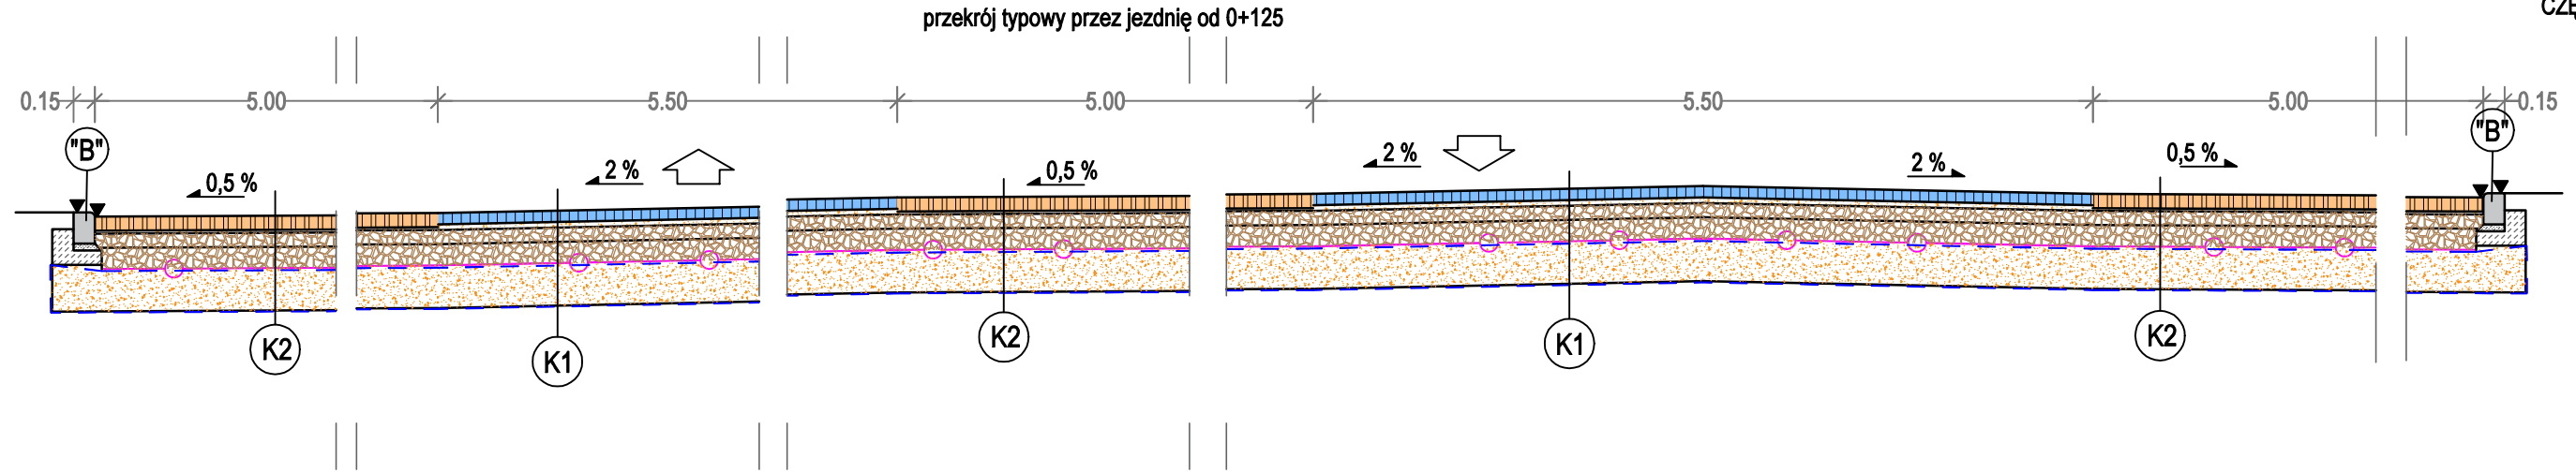 przekrój typowy przez jezdnię od 0+125
CZĘ
0.15 5.00 5.50 5.00 5.50 5.00 0.15
"B" "B"
0,5 % 2 % 0,5 % 2 % 2 % 0,5 %
K2 K1 K2 K1 K2